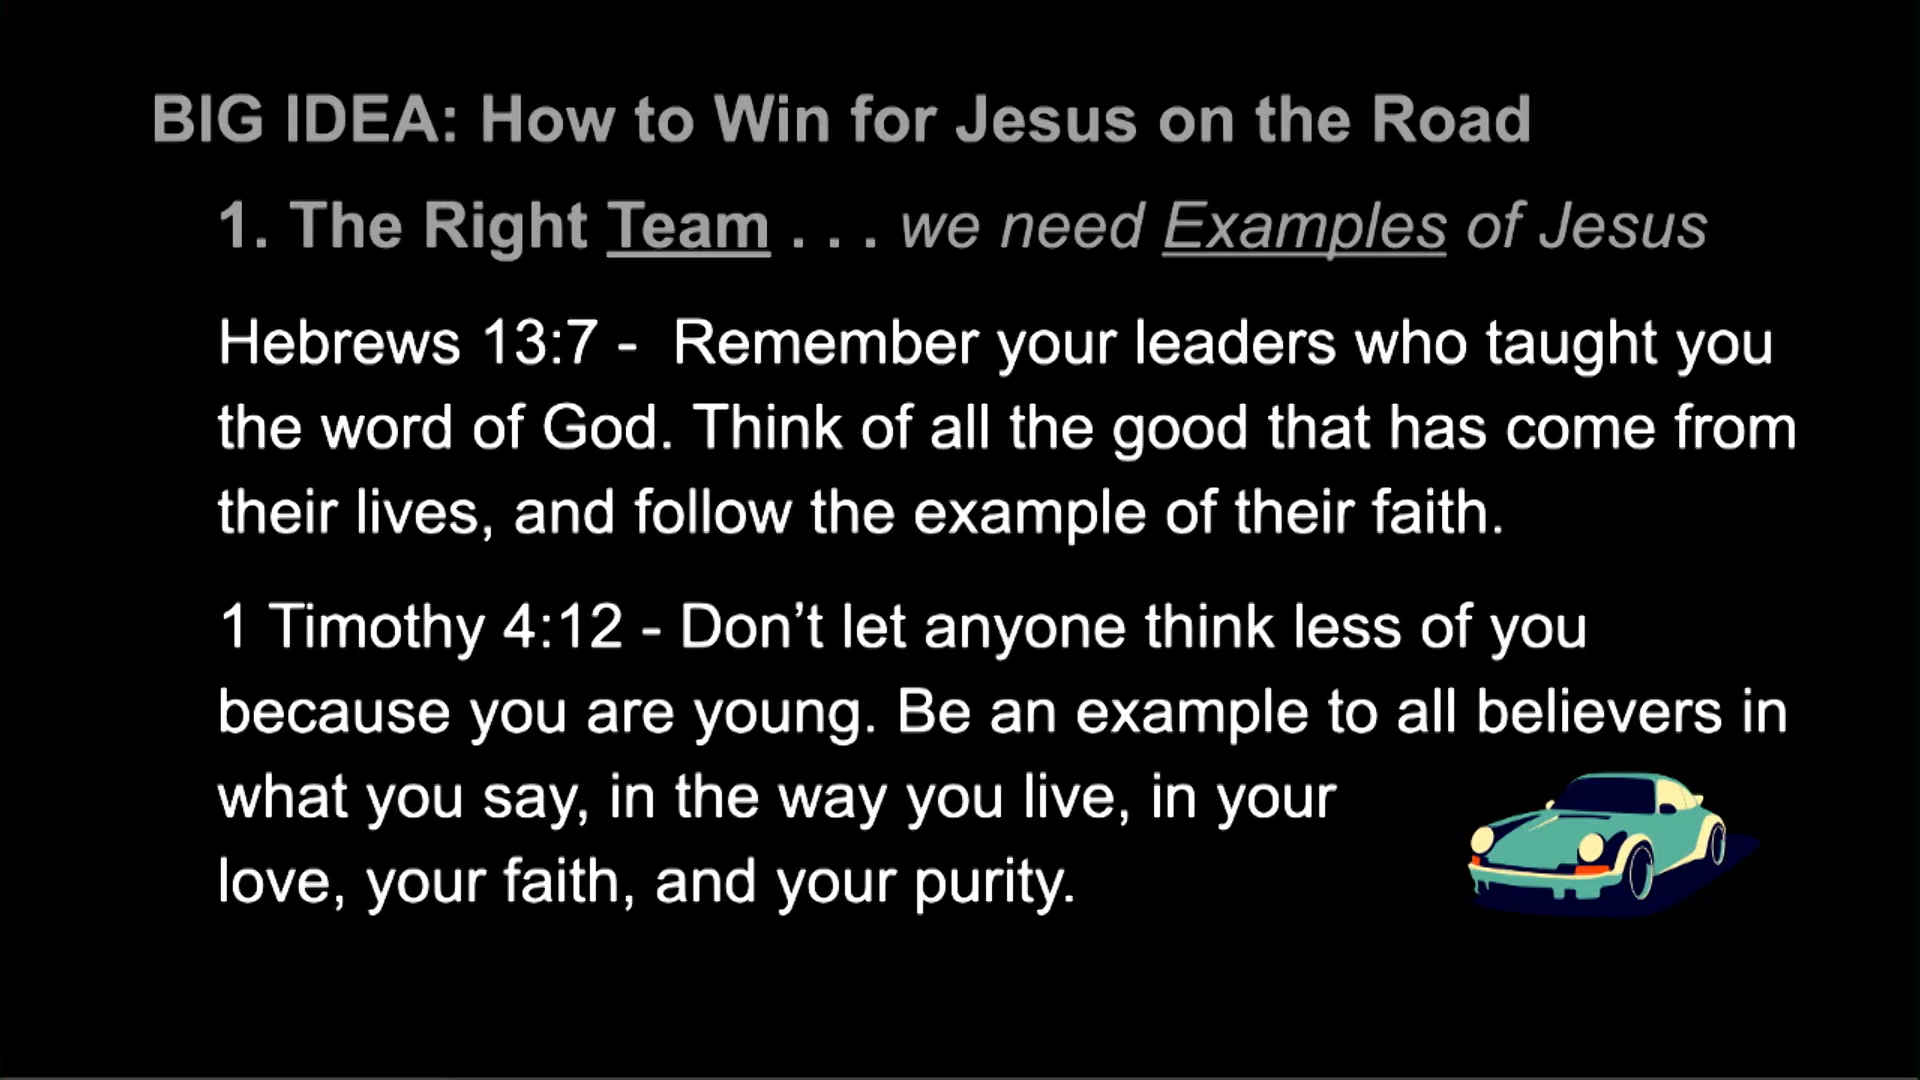 BIG IDEA: How to Win for Jesus on the Road
1. The Right Team . . . we need Examples of Jesus
Hebrews 13:7 -  Remember your leaders who taught you
the word of God. Think of all the good that has come from
their lives, and follow the example of their faith.
1 Timothy 4:12 - Don’t let anyone think less of you
because you are young. Be an example to all believers in
what you say, in the way you live, in your
love, your faith, and your purity.